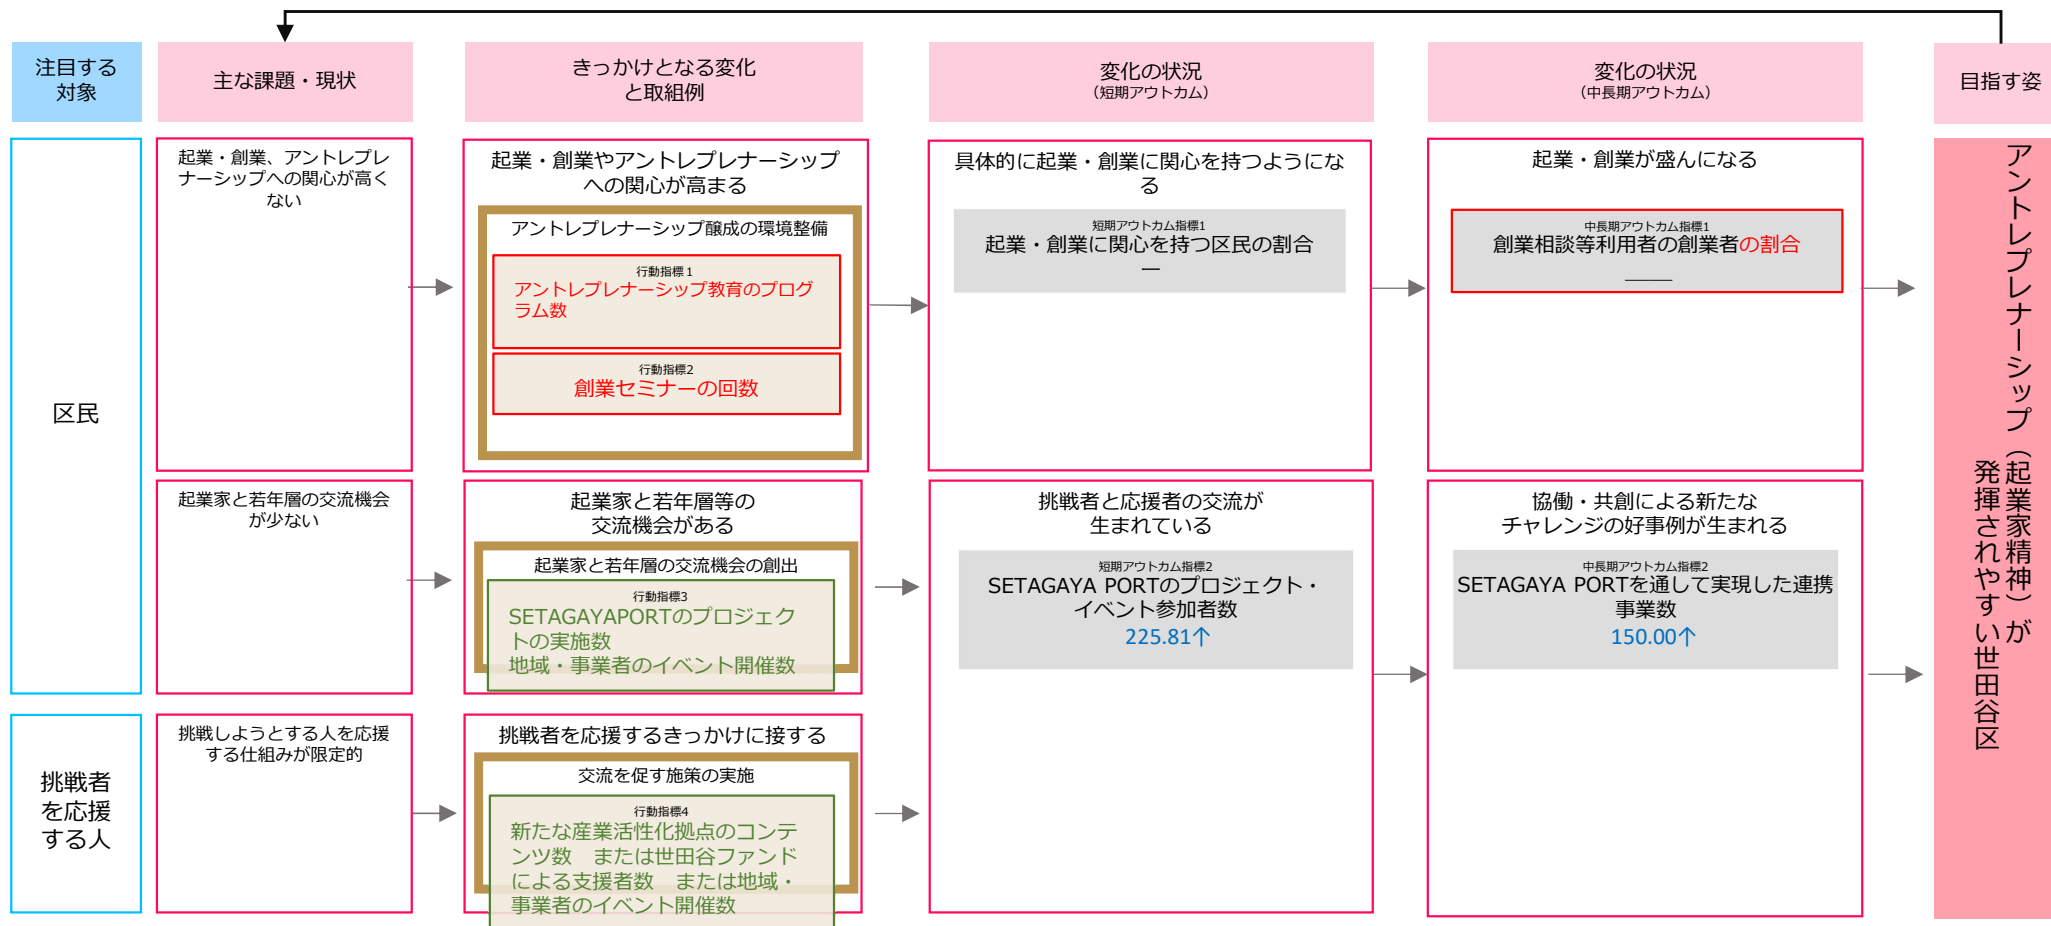 注目する
対象
主な課題・現状
きっかけとなる変化
と取組例
変化の状況
（短期アウトカム）
変化の状況
（中長期アウトカム）
目指す姿
区民
起業・創業、アントレプレ
ナーシップへの関心が高く
ない
起業・創業やアントレプレナーシップ
への関心が高まる
アントレプレナーシップ醸成の環境整備
行動指標１
アントレプレナーシップ教育のプログ
ラム数
行動指標2
創業セミナーの回数
具体的に起業・創業に関心を持つようにな
る
短期アウトカム指標1
起業・創業に関心を持つ区民の割合
―
起業・創業が盛んになる
中長期アウトカム指標1
創業相談等利用者の創業者の割合
――
起業家と若年層の交流機会
が少ない
起業家と若年層等の
交流機会がある
起業家と若年層の交流機会の創出
行動指標3
SETAGAYAPORTのプロジェク
トの実施数
地域・事業者のイベント開催数
挑戦者と応援者の交流が
生まれている
短期アウトカム指標2
SETAGAYA PORTのプロジェクト・
イベント参加者数
225.81↑
協働・共創による新たな
チャレンジの好事例が生まれる
中長期アウトカム指標2
SETAGAYA PORTを通して実現した連携
事業数
150.00↑
挑戦者
を応援
する人
挑戦しようとする人を応援
する仕組みが限定的
挑戦者を応援するきっかけに接する
交流を促す施策の実施
行動指標4
新たな産業活性化拠点のコンテ
ンツ数　または世田谷ファンド
による支援者数　または地域・
事業者のイベント開催数
アントレプレナーシップ（起業家精神）が
発揮されやすい世田谷区